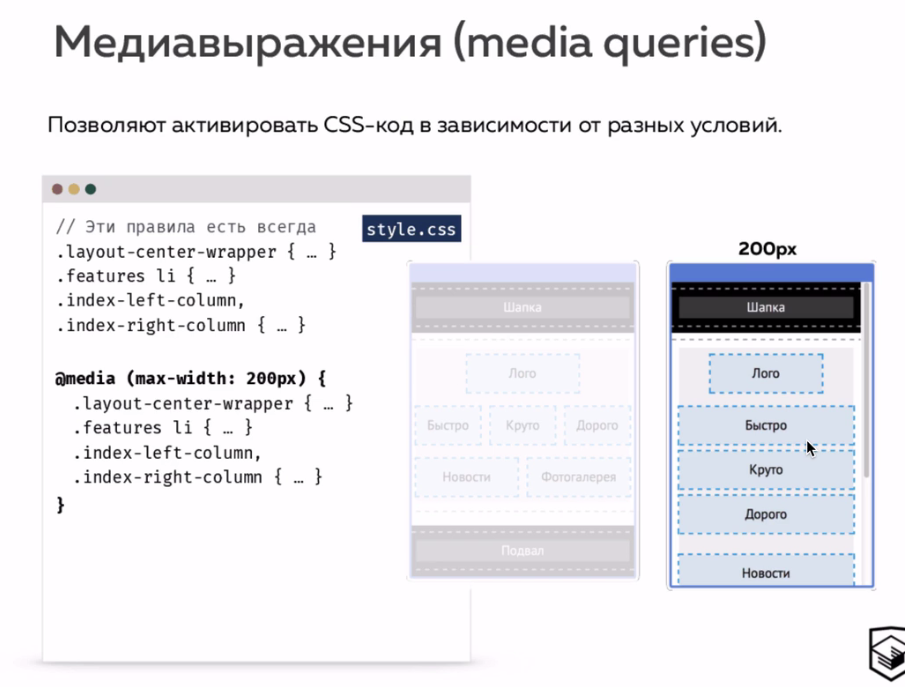 Медиавыражения (media queries)
Позволяют активировать CSS-код в зависимости от разных условий.
// Эти правила есть всегда
style.css
.layout-center-wrapper { … }
.features li { … }
.index-left-column,
.index-right-column { … }
@media (max-width: 200px) {
.layout-center-wrapper { … }
.features li { … }
.index-left-column,
.index-right-column { … }
}
Шапка
Лого
Быстро Круто Дорого
Новости Фотогалерея
Подвал
200px
Шапка
Лого
Быстро
Круто
Дорого
Новости